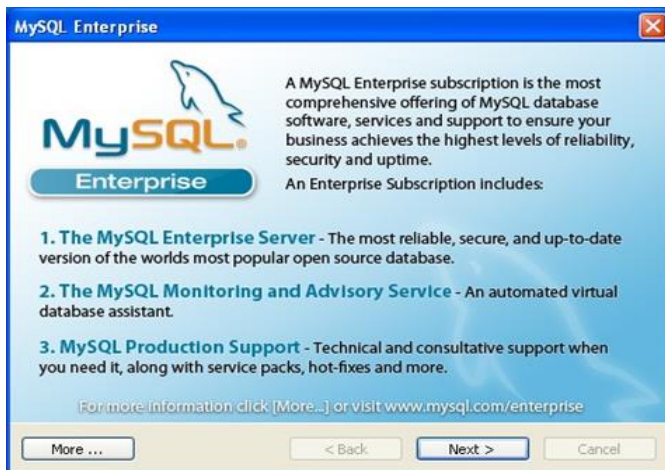 MySQL Enterprise
MySQL®
Enterprise
A MySQL Enterprise subscription is the most
comprehensive offering of MySQL database
software, services and support to ensure your
business achieves the highest levels of reliability,
security and uptime.
An Enterprise Subscription includes:
1. The MySQL Enterprise Server - The most reliable, secure, and up-to-date
version of the worlds most popular open source database.
2. The MySQL Monitoring and Advisory Service - An automated virtual
database assistant.
3. MySQL Production Support - Technical and consultative support when
you need it, along with service packs, hot-fixes and more.
For more information click [More...] or visit www.mysql.com/enterprise
More ...
< Back
Next >
Cancel